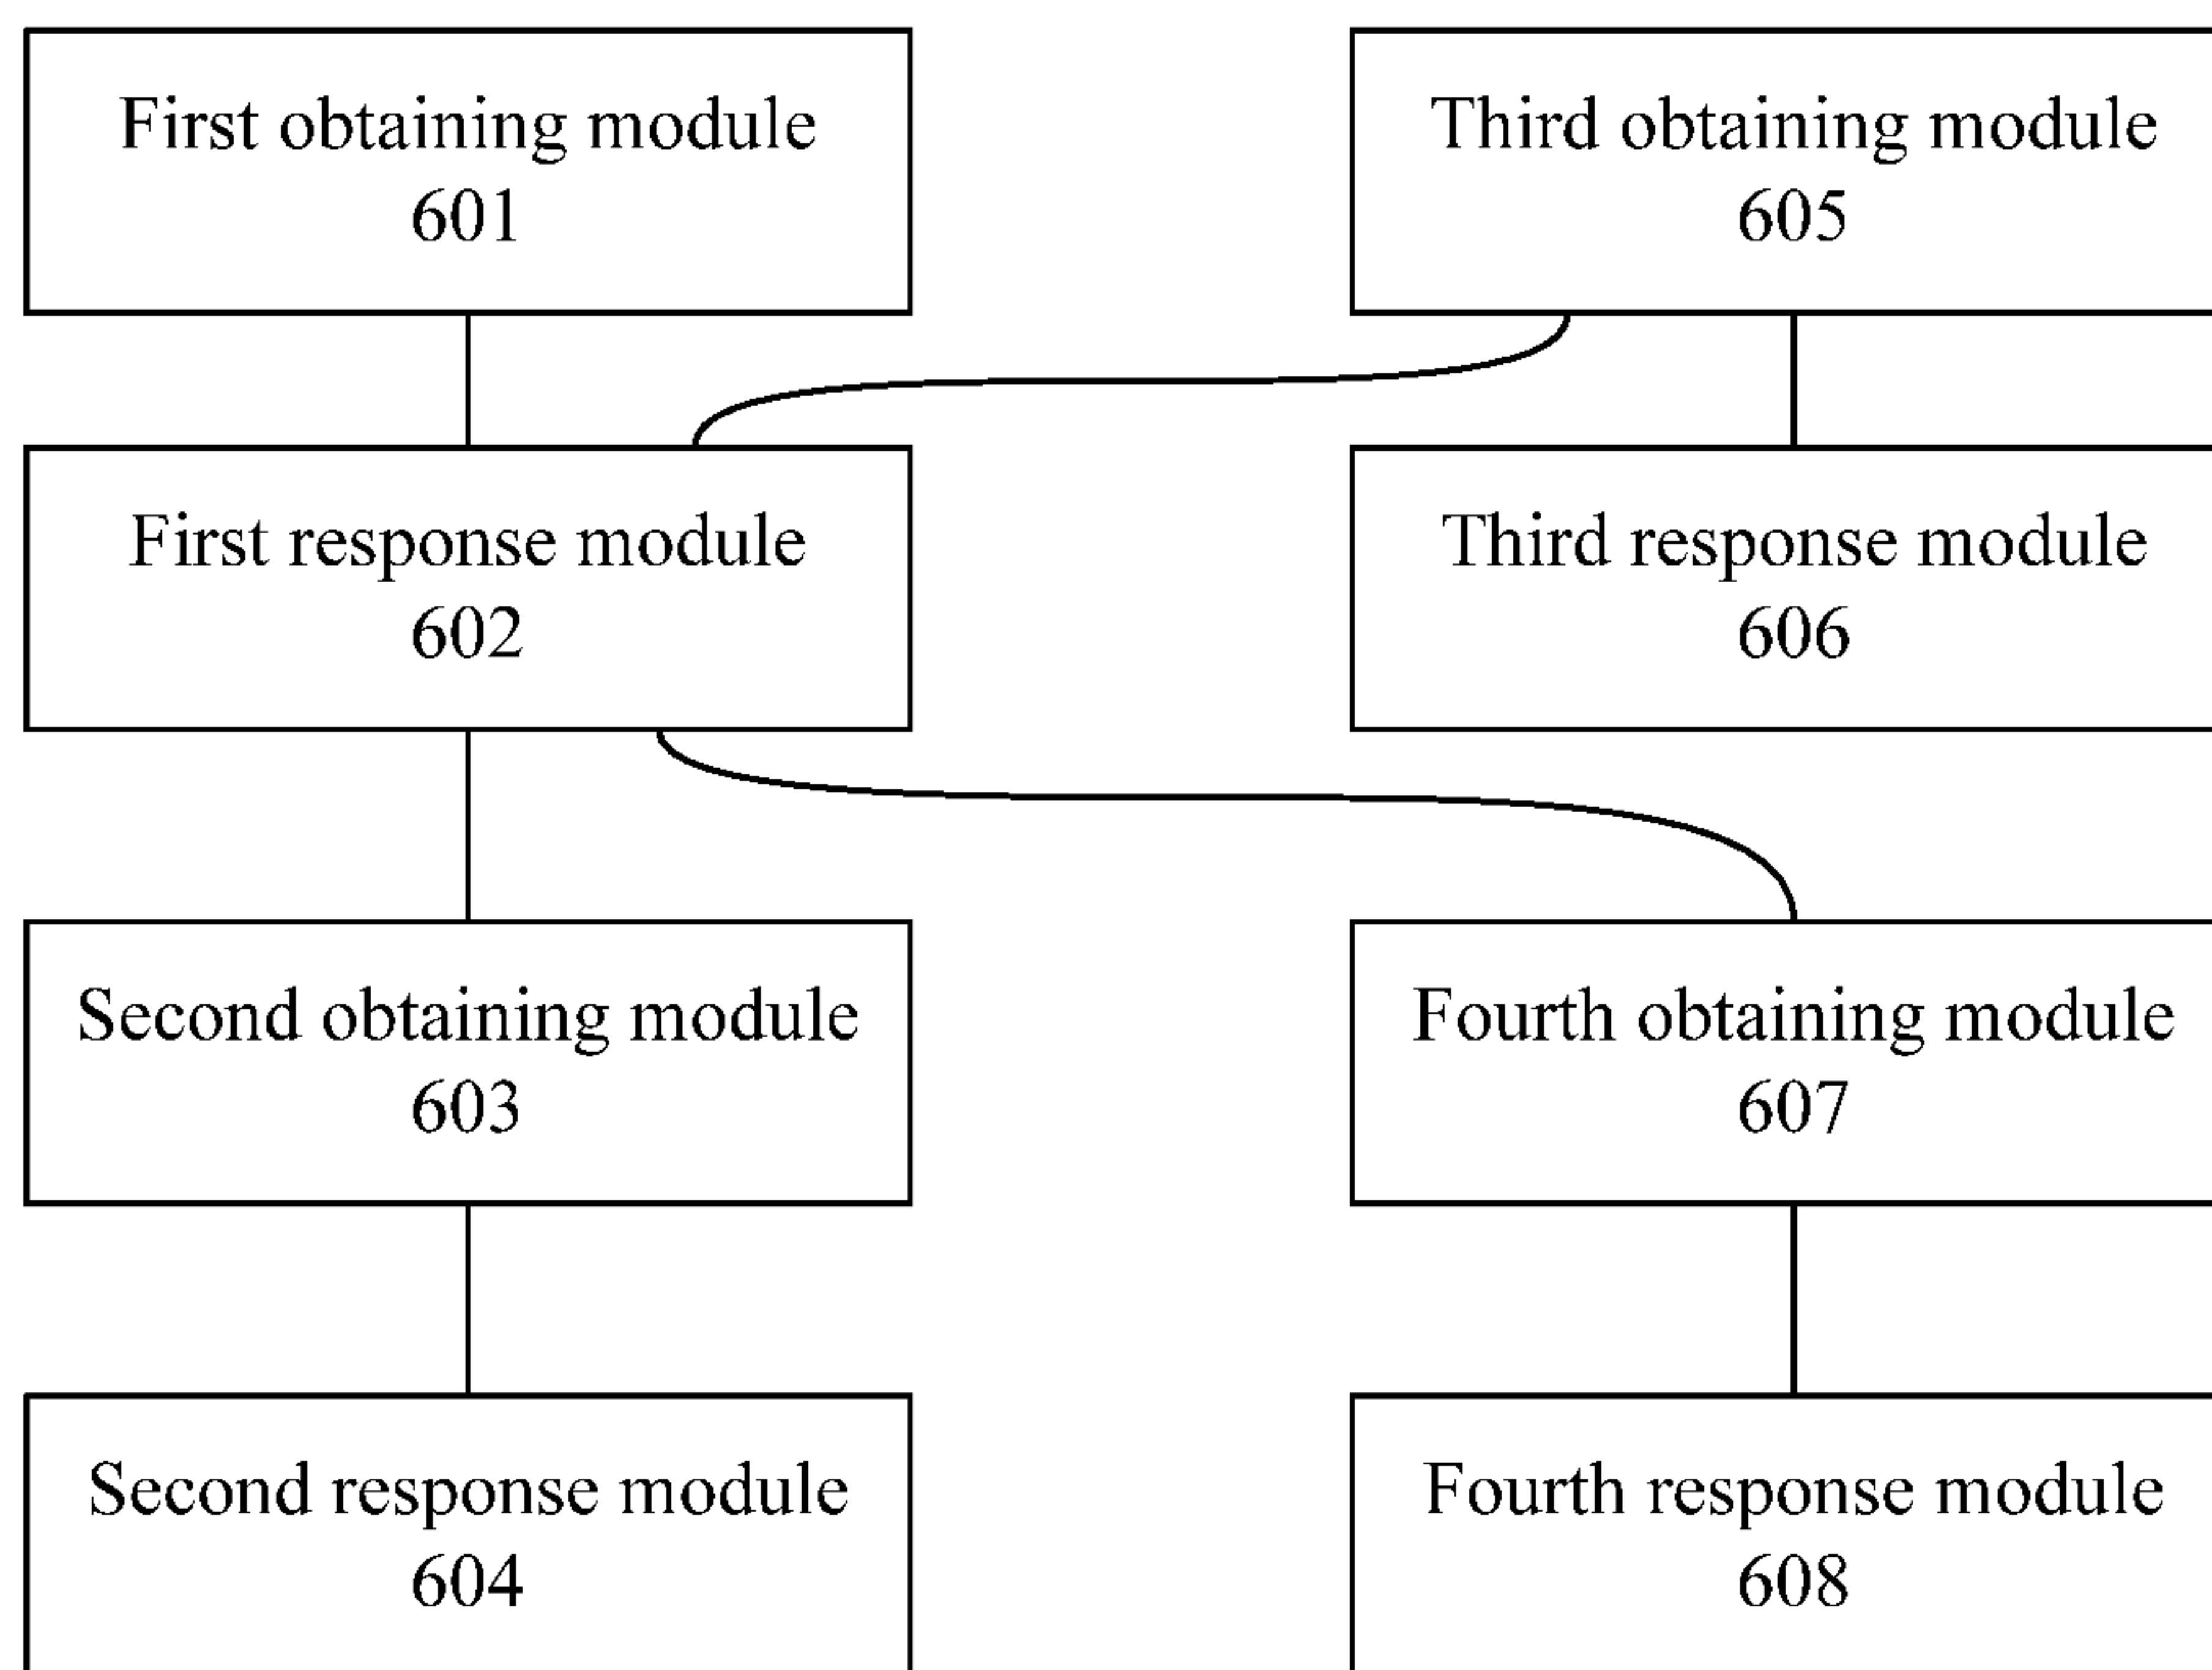 First obtaining module
601
Third obtaining module
605
First response module
602
Third response module
606
Second obtaining module
603
Fourth obtaining module
607
Second response module
604
Fourth response module
608